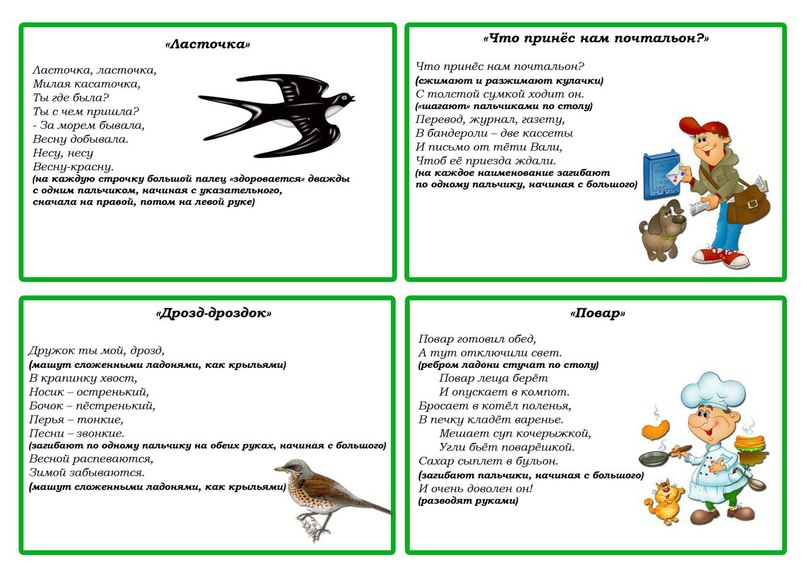 «Ласточка»
Ласточка, ласточка,
Милая касаточка,
Ты где была?
Ты с чем пришла?
- За морем бывала,
Весну добывала.
Несу, несу
Весну-красну.
(на каждую строчку большой палец «здоровается» дважды
с одним пальчиком, начиная с указательного,
сначала на правой, потом на левой руке)
«Что принёс нам почтальон?»
Что принёс нам почтальон?
(сжимают и разжимают кулачки)
С толстой сумкой ходит он.
(«шагают» пальчиками по столу)
Перевод, журнал, газету,
В бандероли – две кассеты
И письмо от тёти Вали,
Чтоб её приезда ждали.
(на каждое наименование загибают
по одному пальчику, начиная с большого)
«Дрозд-дроздок»
Дружок ты мой, дрозд,
(машут сложенными ладонями, как крыльями)
В крапинку хвост,
Носик – остренький,
Бочок – пёстренький,
Перья – тонкие,
Песни – звонкие.
(загибают по одному пальчику на обеих руках, начиная с большого)
Весной распеваются,
Зимой забываются.
(машут сложенными ладонями, как крыльями)
«Повар»
Повар готовил обед,
А тут отключили свет.
(ребром ладони стучат по столу)
Повар леща берёт
И опускает в компот.
Бросает в котёл поленья,
В печку кладёт варенье.
Мешает суп кочерыжкой,
Угли бьёт поварёшкой.
Сахар сыплет в бульон.
(загибают пальчики, начиная с большого)
И очень доволен он!
(разводят руками)